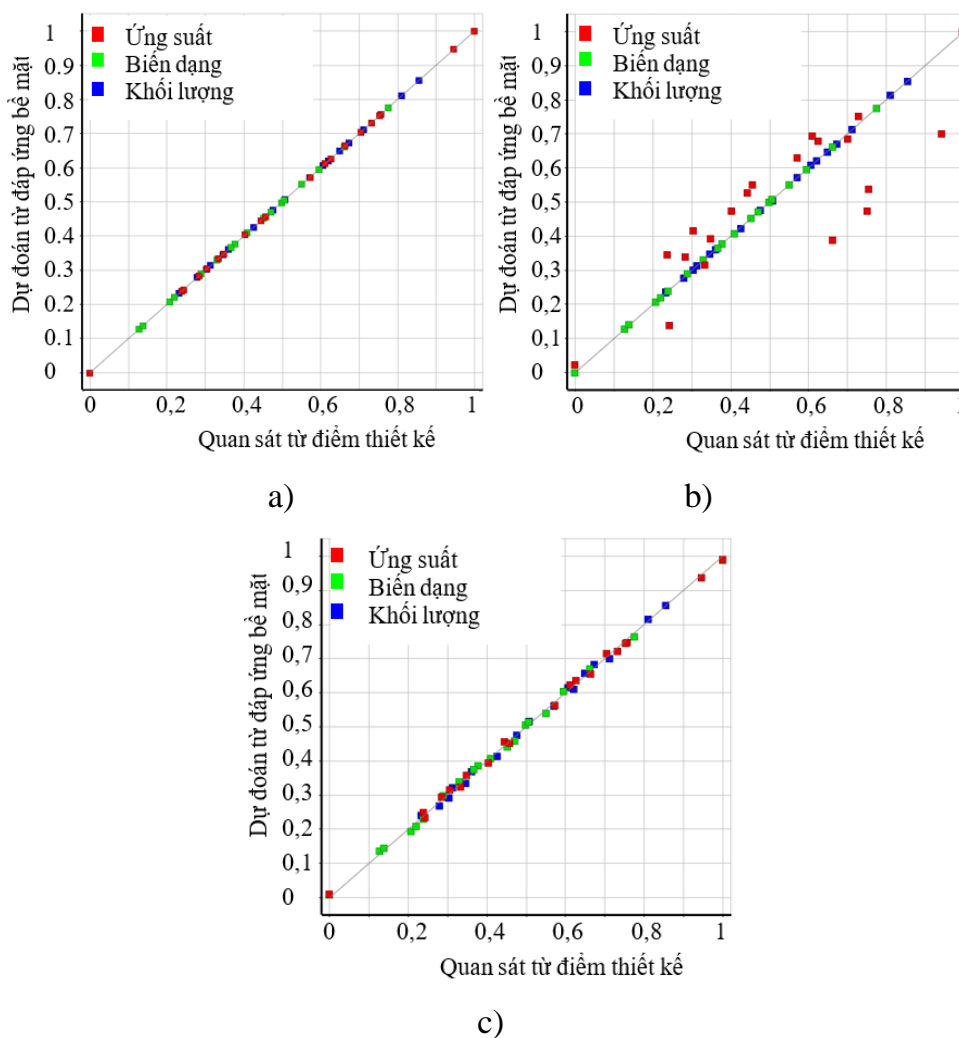 Ứng suất
Biến dạng
Khối lượng
Dự đoán từ đáp ứng bề mặt
1
0,9
0,8
0,7
0,6
0,5
0,4
0,3
0,2
0,1
0
0 0,2 0,4 0,6 0,8 1
Quan sát từ điểm thiết kế
a)
Ứng suất
Biến dạng
Khối lượng
Dự đoán từ đáp ứng bề mặt
1
0,9
0,8
0,7
0,6
0,5
0,4
0,3
0,2
0,1
0
0 0,2 0,4 0,6 0,8 1
Quan sát từ điểm thiết kế
b)
Ứng suất
Biến dạng
Khối lượng
Dự đoán từ đáp ứng bề mặt
1
0,9
0,8
0,7
0,6
0,5
0,4
0,3
0,2
0,1
0
0 0,2 0,4 0,6 0,8 1
Quan sát từ điểm thiết kế
c)